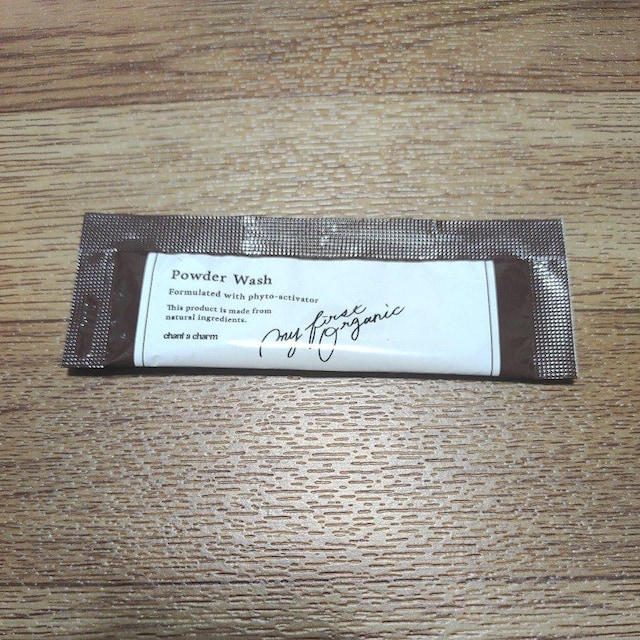 Powder Wash
Formulated with phyto-activator
This product is made from
natural ingredients.
chant a charm
my first
Organic